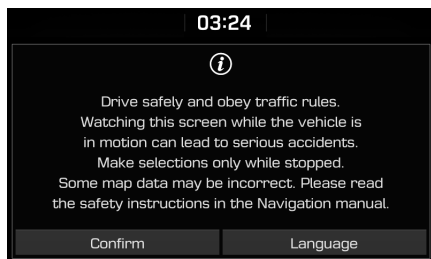 03:24
i
Drive safely and obey traffic rules.
Watching this screen while the vehicle is
in motion can lead to serious accidents.
Make selections only while stopped.
Some map data may be incorrect. Please read
the safety instructions in the Navigation manual.
Confirm Language